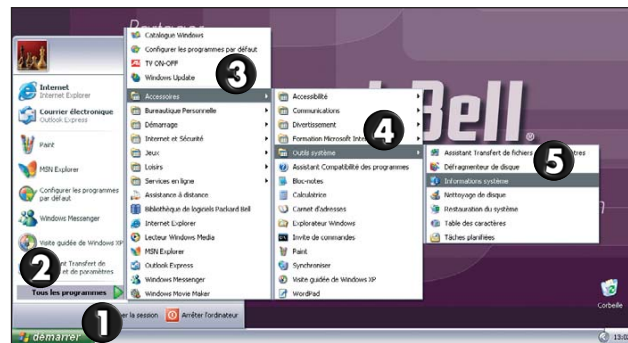 Partager
Bell
Internet
Internet Explorer
Courrier électronique
Outlook Express
Paint
MSN Explorer
Configurer les programmes
par défaut
Windows Messenger
Visite guidée de Windows XP
Transfert de
et de paramètres
Tous les programmes
la session
Arrêter l'ordinateur
démarrer
Catalogue Windows
Configurer les programmes par défaut
TV ON-OFF
Windows Update
Accessoires
Bureautique Personnelle
Démarrage
Internet et Sécurité
Jeux
Loisirs
Services en ligne
Assistance à distance
Bibliothèque de logiciels Packard Bell
Internet Explorer
Lecteur Windows Media
MSN Explorer
Outlook Express
Windows Messenger
Windows Movie Maker
Accessibilité
Communications
Divertissement
Formation Microsoft
Outils système
Assistant Compatibilité des programmes
Bloc-notes
Calculatrice
Carnet d'adresses
Explorateur Windows
Invite de commandes
Paint
Synchroniser
Visite guidée de Windows XP
WordPad
Assistant Transfert de fichiers
Défragmenteur de disque
Informations système
Nettoyage de disque
Restauration du système
Table des caractères
Tâches planifiées
Corbeille
1
2
3
4
5